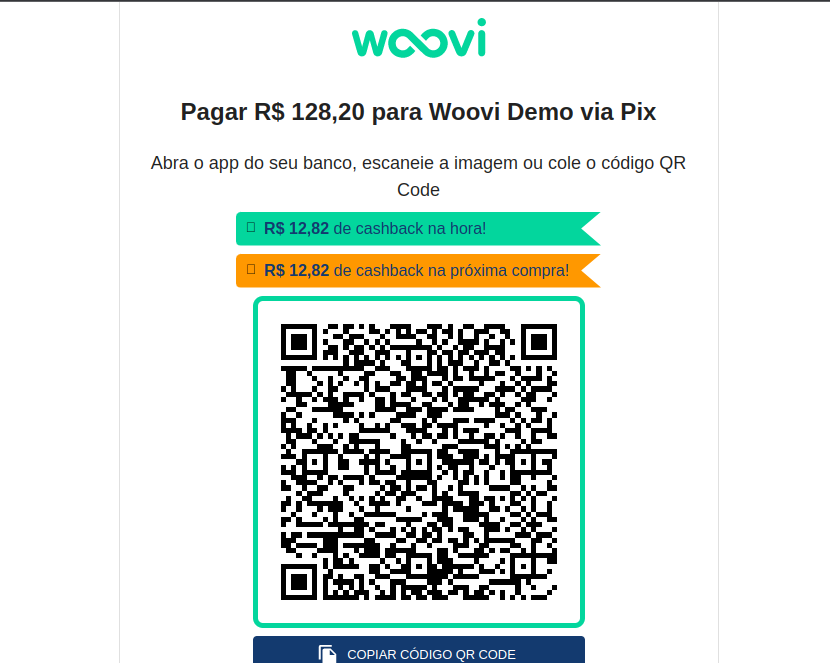 woovi
Pagar R$ 128,20 para Woovi Demo via Pix
Abra o app do seu banco, escaneie a imagem ou cole o código QR
Code
R$ 12,82 de cashback na hora!
R$ 12,82 de cashback na próxima compra!
COPIAR CÓDIGO QR CODE